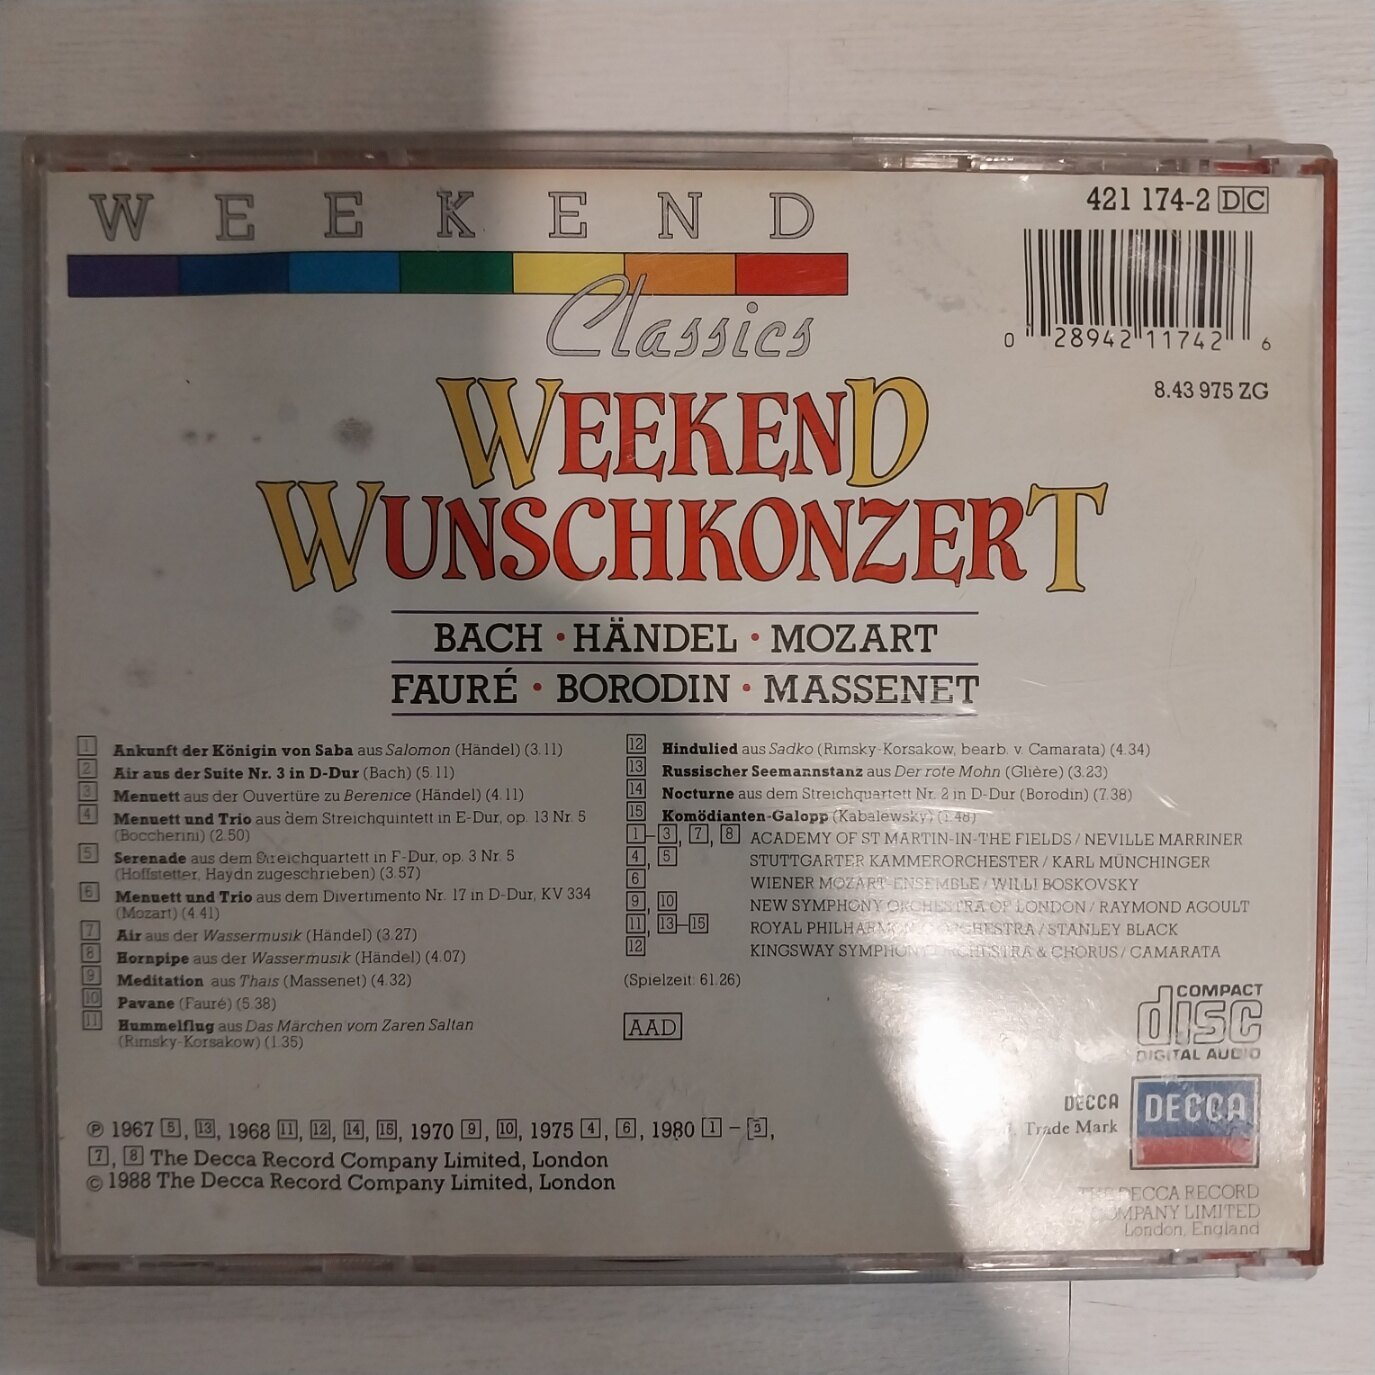 WEEKEND
Classics
421 174-2 DC
0 28942 11742 6
8.43 975 ZG
WEEKEND
WUNSCHKONZERT
BACH • HÄNDEL • MOZART
FAURÉ • BORODIN • MASSENET
1 Ankunft der Königin von Saba aus Salomon (Händel) (3.11)
2 Air aus der Suite Nr. 3 in D-Dur (Bach) (5.11)
3 Menuett aus der Ouvertüre zu Berenice (Händel) (4.11)
4 Menuett und Trio aus dem Streichquintett in E-Dur, op. 13 Nr. 5
(Boccherini) (2.50)
5 Serenade aus dem Streichquartett in F-Dur, op. 3 Nr. 5
(Hoffstetter, Haydn zugeschrieben) (3.57)
6 Menuett und Trio aus dem Divertimento Nr. 17 in D-Dur, KV 334
(Mozart) (4.41)
7 Air aus der Wassermusik (Händel) (3.27)
8 Hornpipe aus der Wassermusik (Händel) (4.07)
9 Meditation aus Thais (Massenet) (4.32)
10 Pavane (Fauré) (5.38)
11 Hummelflug aus Das Märchen vom Zaren Saltan
(Rimsky-Korsakow) (1.35)
12 Hindulied aus Sadko (Rimsky-Korsakow, bearb. v. Camarata) (4.34)
13 Russischer Seemannstanz aus Der rote Mohn (Glière) (3.23)
14 Nocturne aus dem Streichquartett Nr. 2 in D-Dur (Borodin) (7.38)
15 Komödianten-Galopp (Kabalewsky) (1.48)
1–3, 7, 8 ACADEMY OF ST MARTIN-IN-THE FIELDS / NEVILLE MARRINER
4, 5 STUTTGARTER KAMMERORCHESTER / KARL MÜNCHINGER
6 WIENER MOZART-ENSEMBLE / WILLI BOSKOVSKY
9, 10 NEW SYMPHONY ORCHESTRA OF LONDON / RAYMOND AGOULT
11, 13–15 ROYAL PHILHARMONIC ORCHESTRA / STANLEY BLACK
12 KINGSWAY SYMPHONY ORCHESTRA & CHORUS / CAMARATA
(Spielzeit: 61.26)
AAD
COMPACT
disc
DIGITAL AUDIO
℗ 1967 5, 13, 1968 11, 12, 14, 15, 1970 9, 10, 1975 4, 6, 1980 1 – 3,
7, 8 The Decca Record Company Limited, London
© 1988 The Decca Record Company Limited, London
DECCA
Trade Mark
DECCA
THE DECCA RECORD
COMPANY LIMITED
London, England